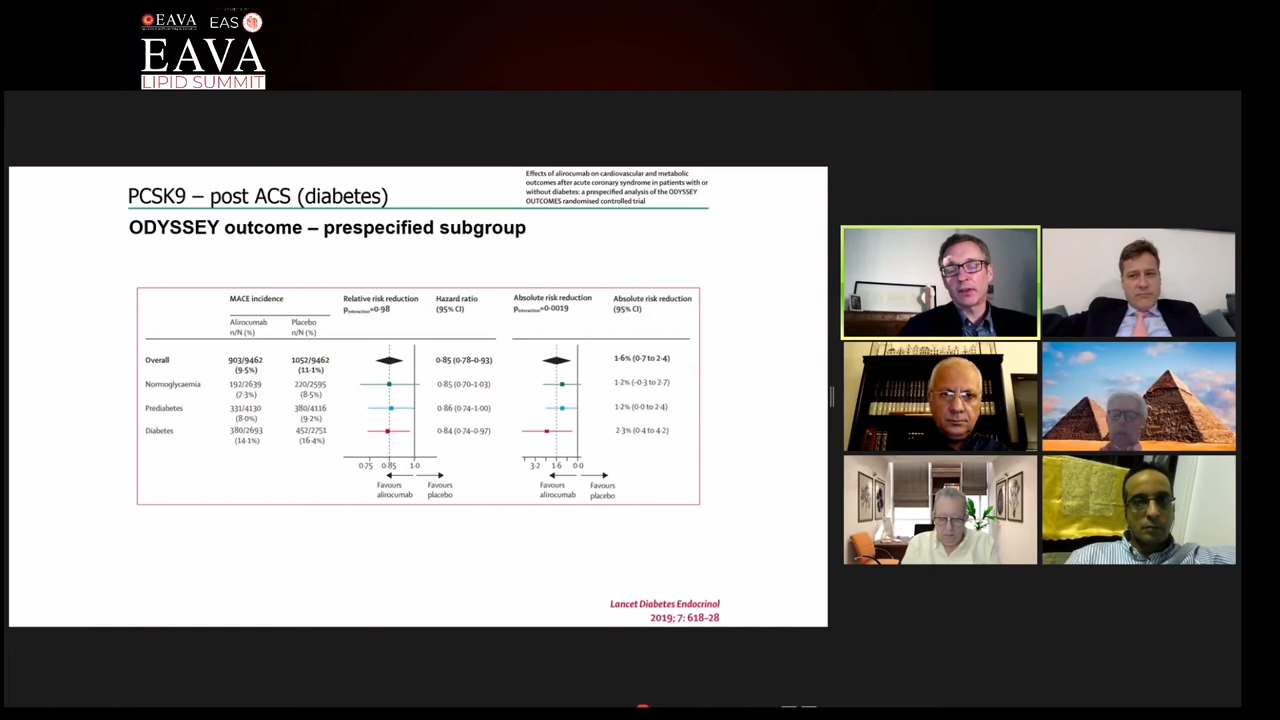 EAVA
EAS
EAVA
LIPID SUMMIT
PCSK9 – post ACS (diabetes)
Effects of alirocumab on cardiovascular and metabolic
outcomes after acute coronary syndrome in patients with or
without diabetes: a prespecified analysis of the ODYSSEY
OUTCOMES randomised controlled trial
ODYSSEY outcome – prespecified subgroup
MACE incidence Relative risk reduction Hazard ratio Absolute risk reduction Absolute risk reduction
Pinteraction=0·98 (95% CI) Pinteraction=0·0019 (95% CI)
Alirocumab Placebo
n/N (%) n/N (%)
Overall 903/9462 1052/9462 0·85 (0·78–0·93) 1·6% (0·7 to 2·4)
(9·5%) (11·1%)
Normoglycaemia 192/2639 220/2595 0·85 (0·70–1·03) 1·2% (–0·3 to 2·7)
(7·3%) (8·5%)
Prediabetes 331/4130 380/4116 0·86 (0·74–1·00) 1·2% (0·0 to 2·4)
(8·0%) (9·2%)
Diabetes 380/2693 452/2751 0·84 (0·74–0·97) 2·3% (0·4 to 4·2)
(14·1%) (16·4%)
0·75 0·85 1·0 3·2 1·6 0·0
Favours Favours Favours Favours
alirocumab placebo alirocumab placebo
Lancet Diabetes Endocrinol
2019; 7: 618–28